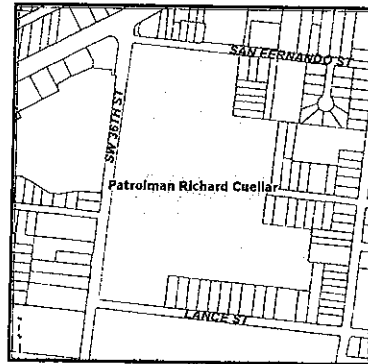 SAN FERNANDO ST
SW 36TH ST
Patrolman Richard Cuellar
LANCE ST